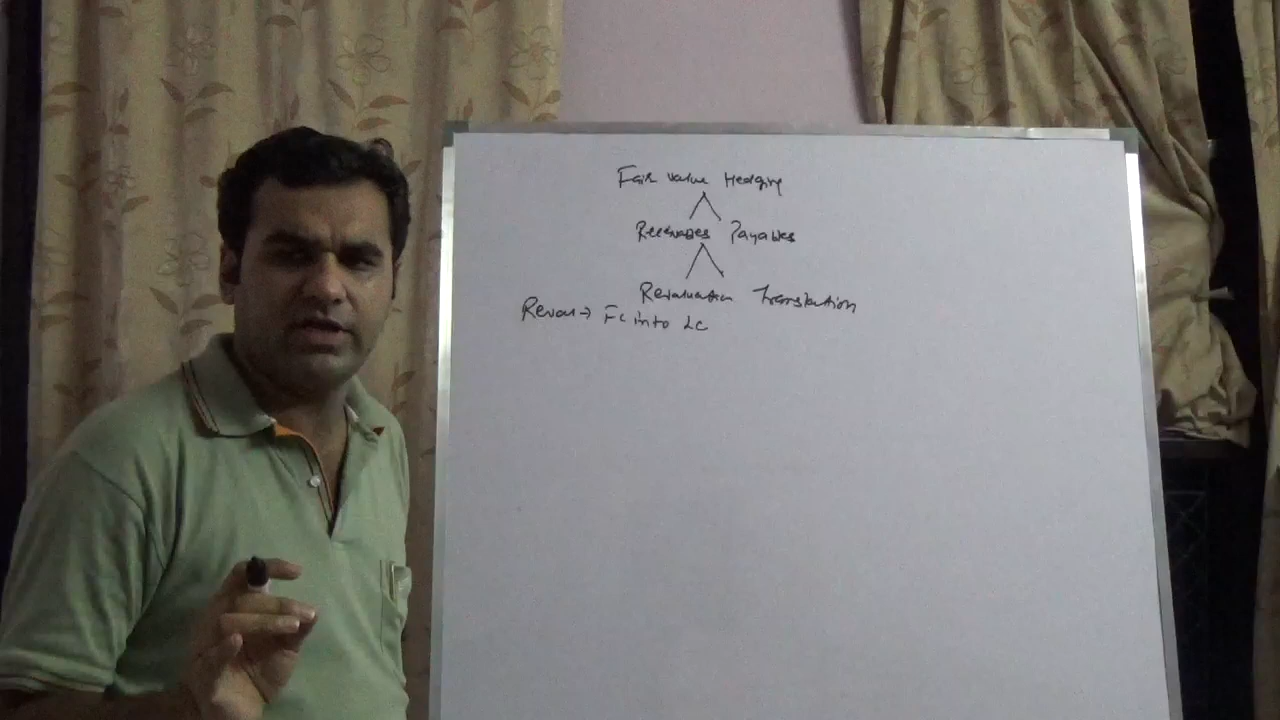 Fair value Hedging
Receivables Payables
Revaluation Translation
Reval → FC into LC